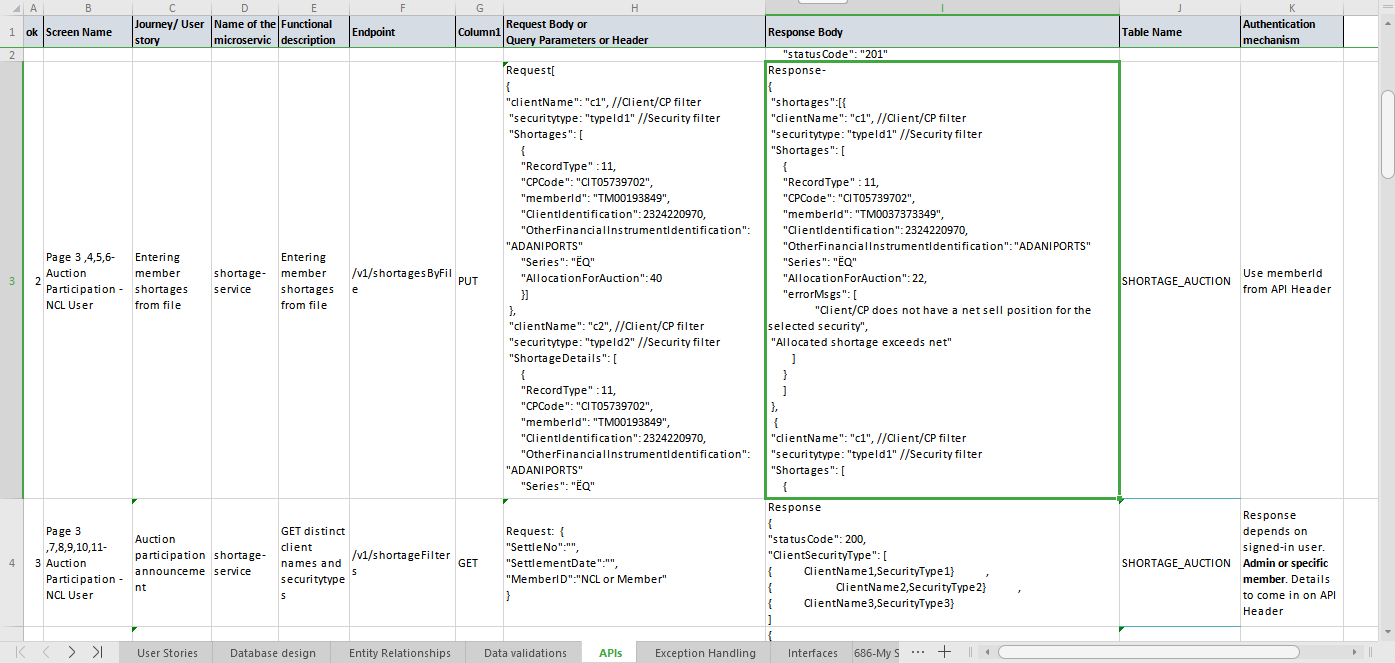 A B C D E F G H I J K
1 ok Screen Name Journey/ User story Name of the microservic Functional description Endpoint Column1 Request Body or Query Parameters or Header Response Body Table Name Authentication mechanism
2
"statusCode": "201"
3
2
Page 3 ,4,5,6-
Auction
Participation -
NCL User
Entering
member
shortages
from file
shortage-
service
Entering
member
shortages
from file
/v1/shortagesByFil
e
PUT
Request[
{
"clientName": "c1", //Client/CP filter
"securitytype: "typeId1" //Security filter
"Shortages": [
{
"RecordType" : 11,
"CPCode": "CIT05739702",
"memberId": "TM00193849",
"ClientIdentification": 2324220970,
"OtherFinancialInstrumentIdentification":
"ADANIPORTS"
"Series": "ËQ"
"AllocationForAuction": 40
}]
},
"clientName": "c2", //Client/CP filter
"securitytype: "typeId2" //Security filter
"ShortageDetails": [
{
"RecordType" : 11,
"CPCode": "CIT05739702",
"memberId": "TM00193849",
"ClientIdentification": 2324220970,
"OtherFinancialInstrumentIdentification":
"ADANIPORTS"
"Series": "ËQ"
Response-
{
"shortages":[{
"clientName": "c1", //Client/CP filter
"securitytype: "typeId1" //Security filter
"Shortages": [
{
"RecordType" : 11,
"CPCode": "CIT05739702",
"memberId": "TM0037373349",
"ClientIdentification": 2324220970,
"OtherFinancialInstrumentIdentification": "ADANIPORTS"
"Series": "ËQ"
"AllocationForAuction": 22,
"errorMsgs": [
"Client/CP does not have a net sell position for the
selected security",
"Allocated shortage exceeds net"
]
}
]
},
{
"clientName": "c1", //Client/CP filter
"securitytype: "typeId1" //Security filter
"Shortages": [
{
SHORTAGE_AUCTION
Use memberId
from API Header
4
3
Page 3
,7,8,9,10,11-
Auction
Participation -
NCL User
Auction
participation
announceme
nt
shortage-
service
GET distinct
client
names and
securitytype
s
/v1/shortageFilter
s
GET
Request: {
"SettleNo":"",
"SettlementDate":"",
"MemberID":"NCL or Member"
}
Response
{
"statusCode": 200,
"ClientSecurityType": [
{ ClientName1,SecurityType1} ,
{ ClientName2,SecurityType2} ,
{ ClientName3,SecurityType3}
]
{
SHORTAGE_AUCTION
Response
depends on
signed-in user.
Admin or specific
member. Details
to come in on API
Header
User Stories Database design Entity Relationships Data validations APIs Exception Handling Interfaces 686-My S ...